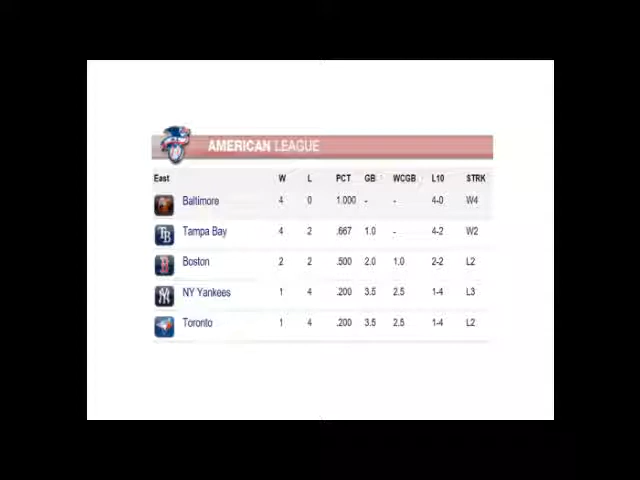 AMERICAN LEAGUE
East W L PCT GB WCGB L10 STRK
Baltimore 4 0 1.000 - - 4-0 W4
TB Tampa Bay 4 2 .667 1.0 - 4-2 W2
B Boston 2 2 .500 2.0 1.0 2-2 L2
NY NY Yankees 1 4 .200 3.5 2.5 1-4 L3
Toronto 1 4 .200 3.5 2.5 1-4 L2